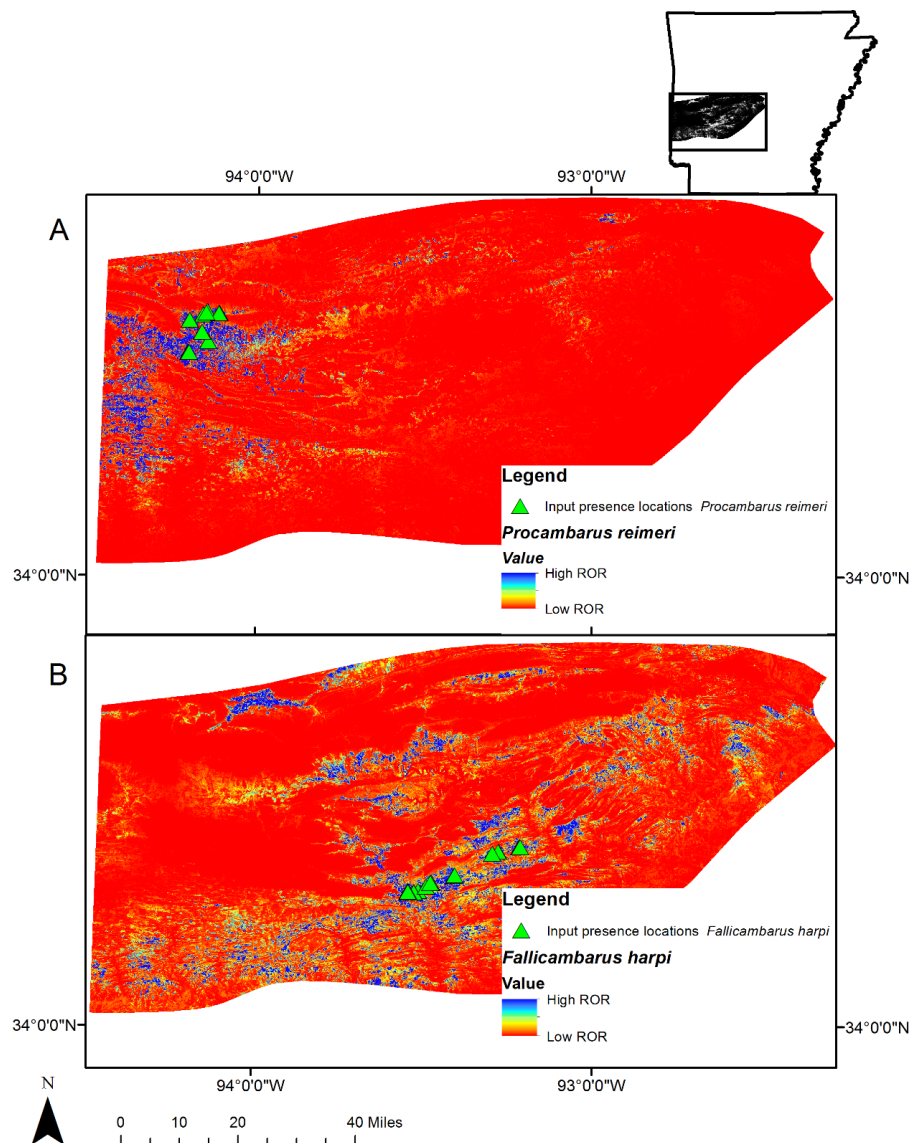 94°0'0"W 93°0'0"W
A
Legend
Input presence locations Procambarus reimeri
Procambarus reimeri
Value
High ROR
Low ROR
34°0'0"N 34°0'0"N
B
Legend
Input presence locations Fallicambarus harpi
Fallicambarus harpi
Value
High ROR
Low ROR
34°0'0"N 34°0'0"N
94°0'0"W 93°0'0"W
N
0 10 20 40 Miles